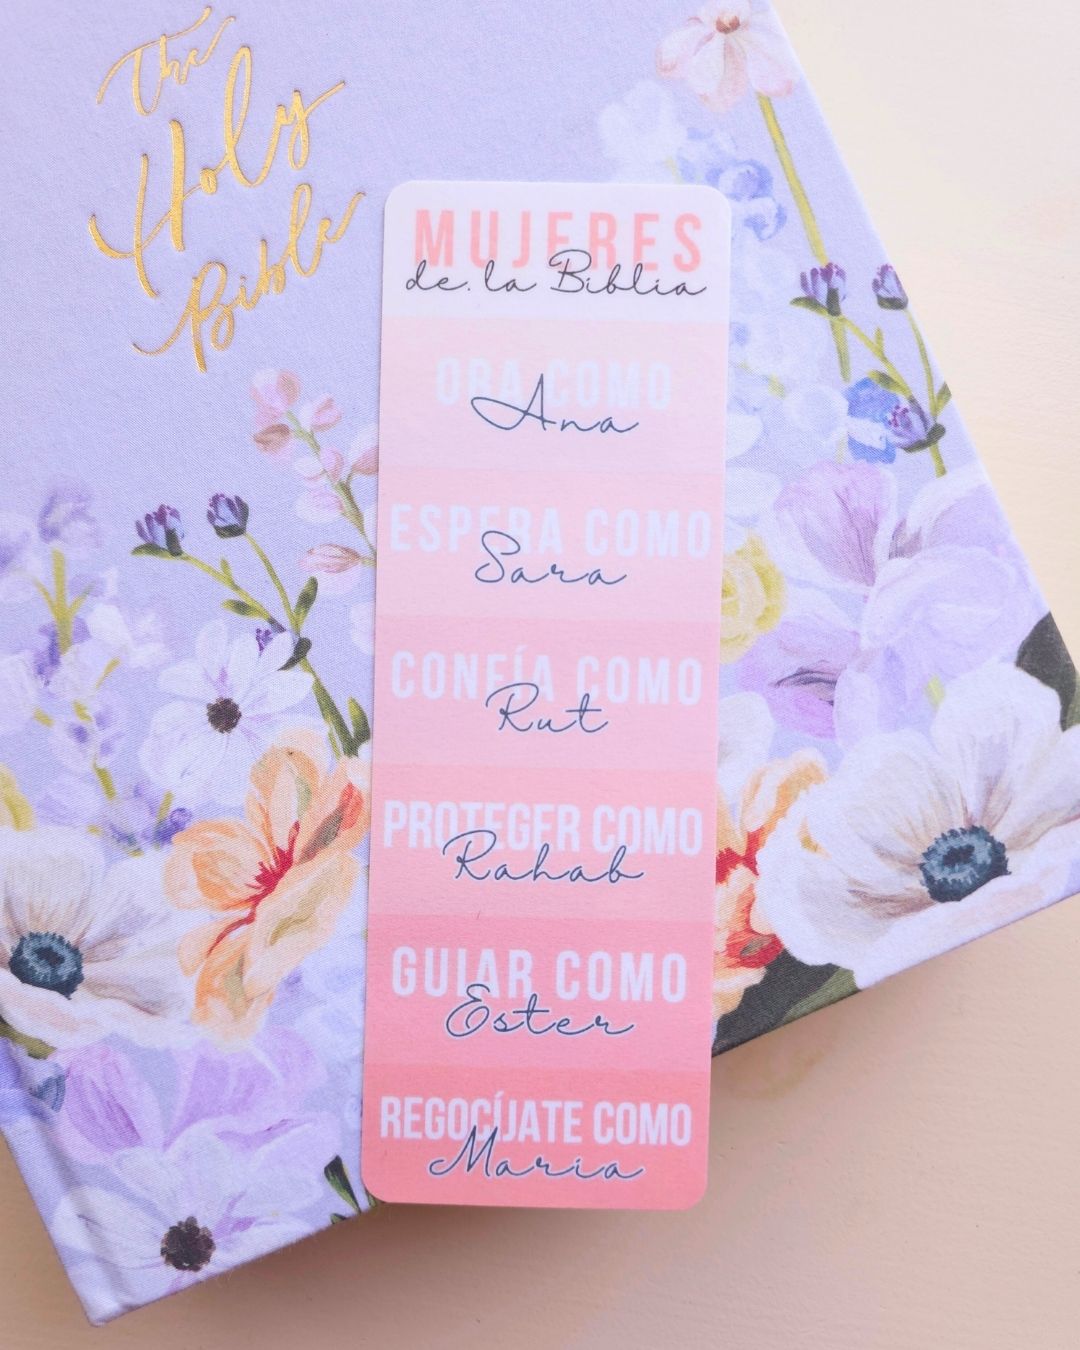 The
Holy
Bible
MUJERES
de la Biblia
ORA COMO
Ana
ESPERA COMO
Sara
CONFÍA COMO
Rut
PROTEGER COMO
Rahab
GUIAR COMO
Ester
REGOCÍJATE COMO
María